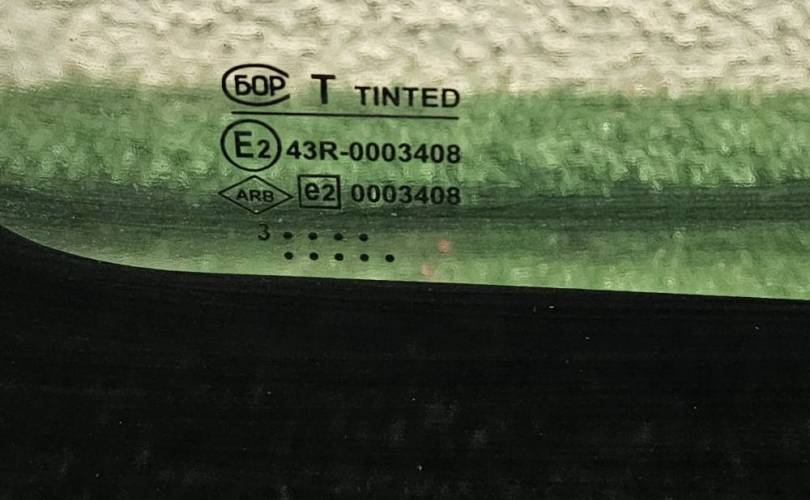 БОР T TINTED
E2 43R-0003408
ARB e2 0003408
3